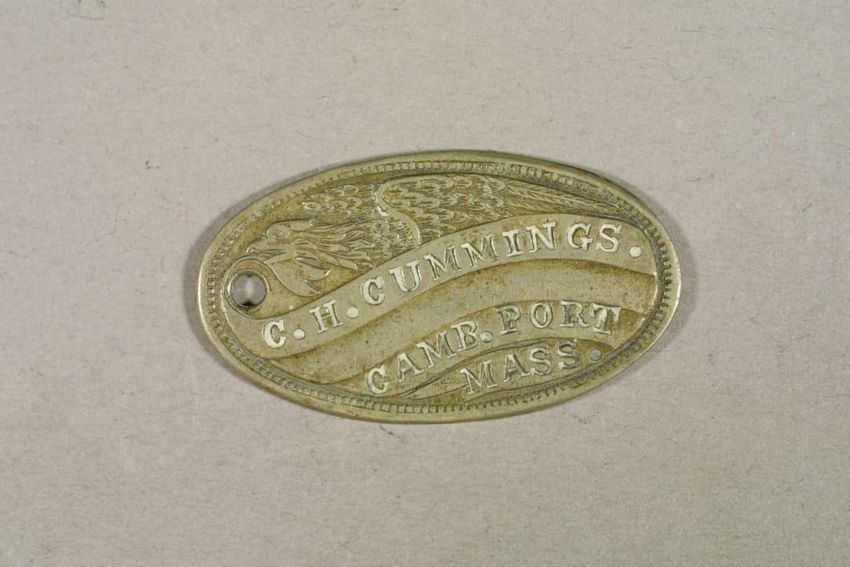 C. H. CUMMINGS.
CAMB. PORT
MASS.